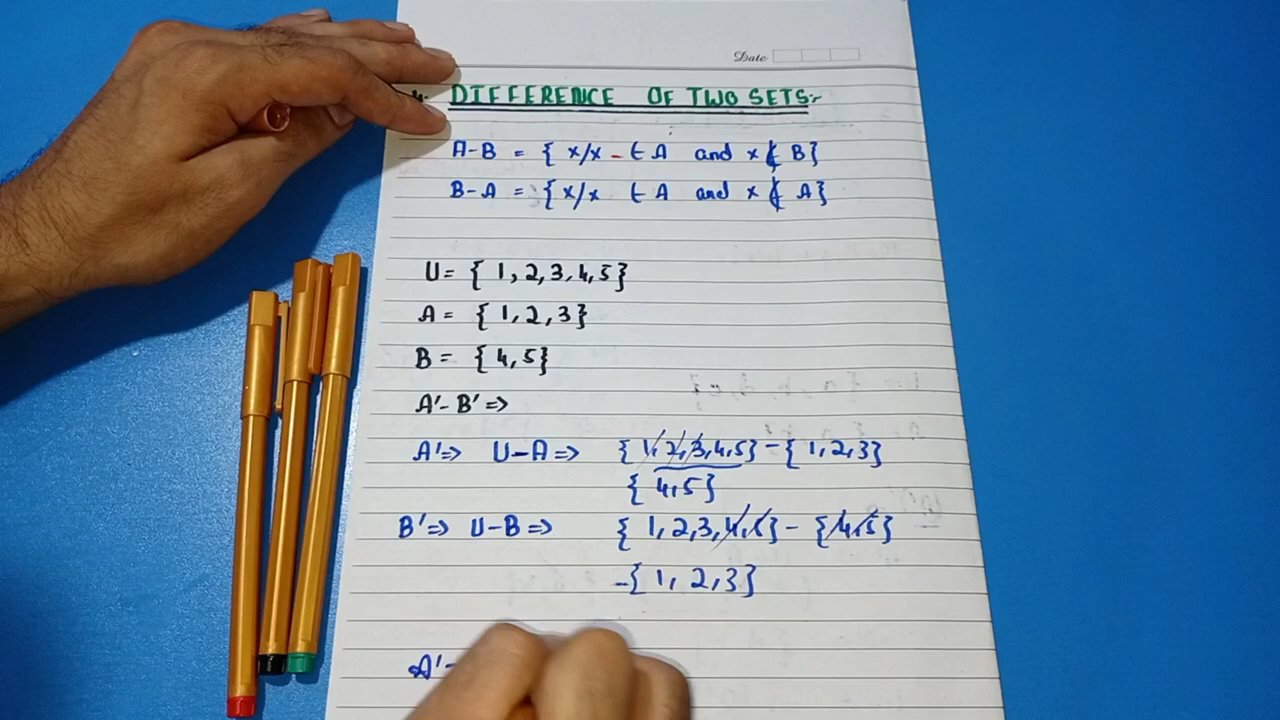 Date
DIFFERENCE OF TWO SETS:-
A-B = { x/x - ∈ A and x ∉ B}
B-A = {x/x ∈ A and x ∉ A}
U= { 1,2,3,4,5}
A = { 1,2,3}
B = { 4,5}
A'-B' ⇒
A' ⇒ U-A ⇒ { 1,2,3,4,5} - { 1,2,3}
{ 4,5}
B' ⇒ U-B ⇒ { 1,2,3,4,5} - { 4,5}
-{ 1, 2,3}
A'-